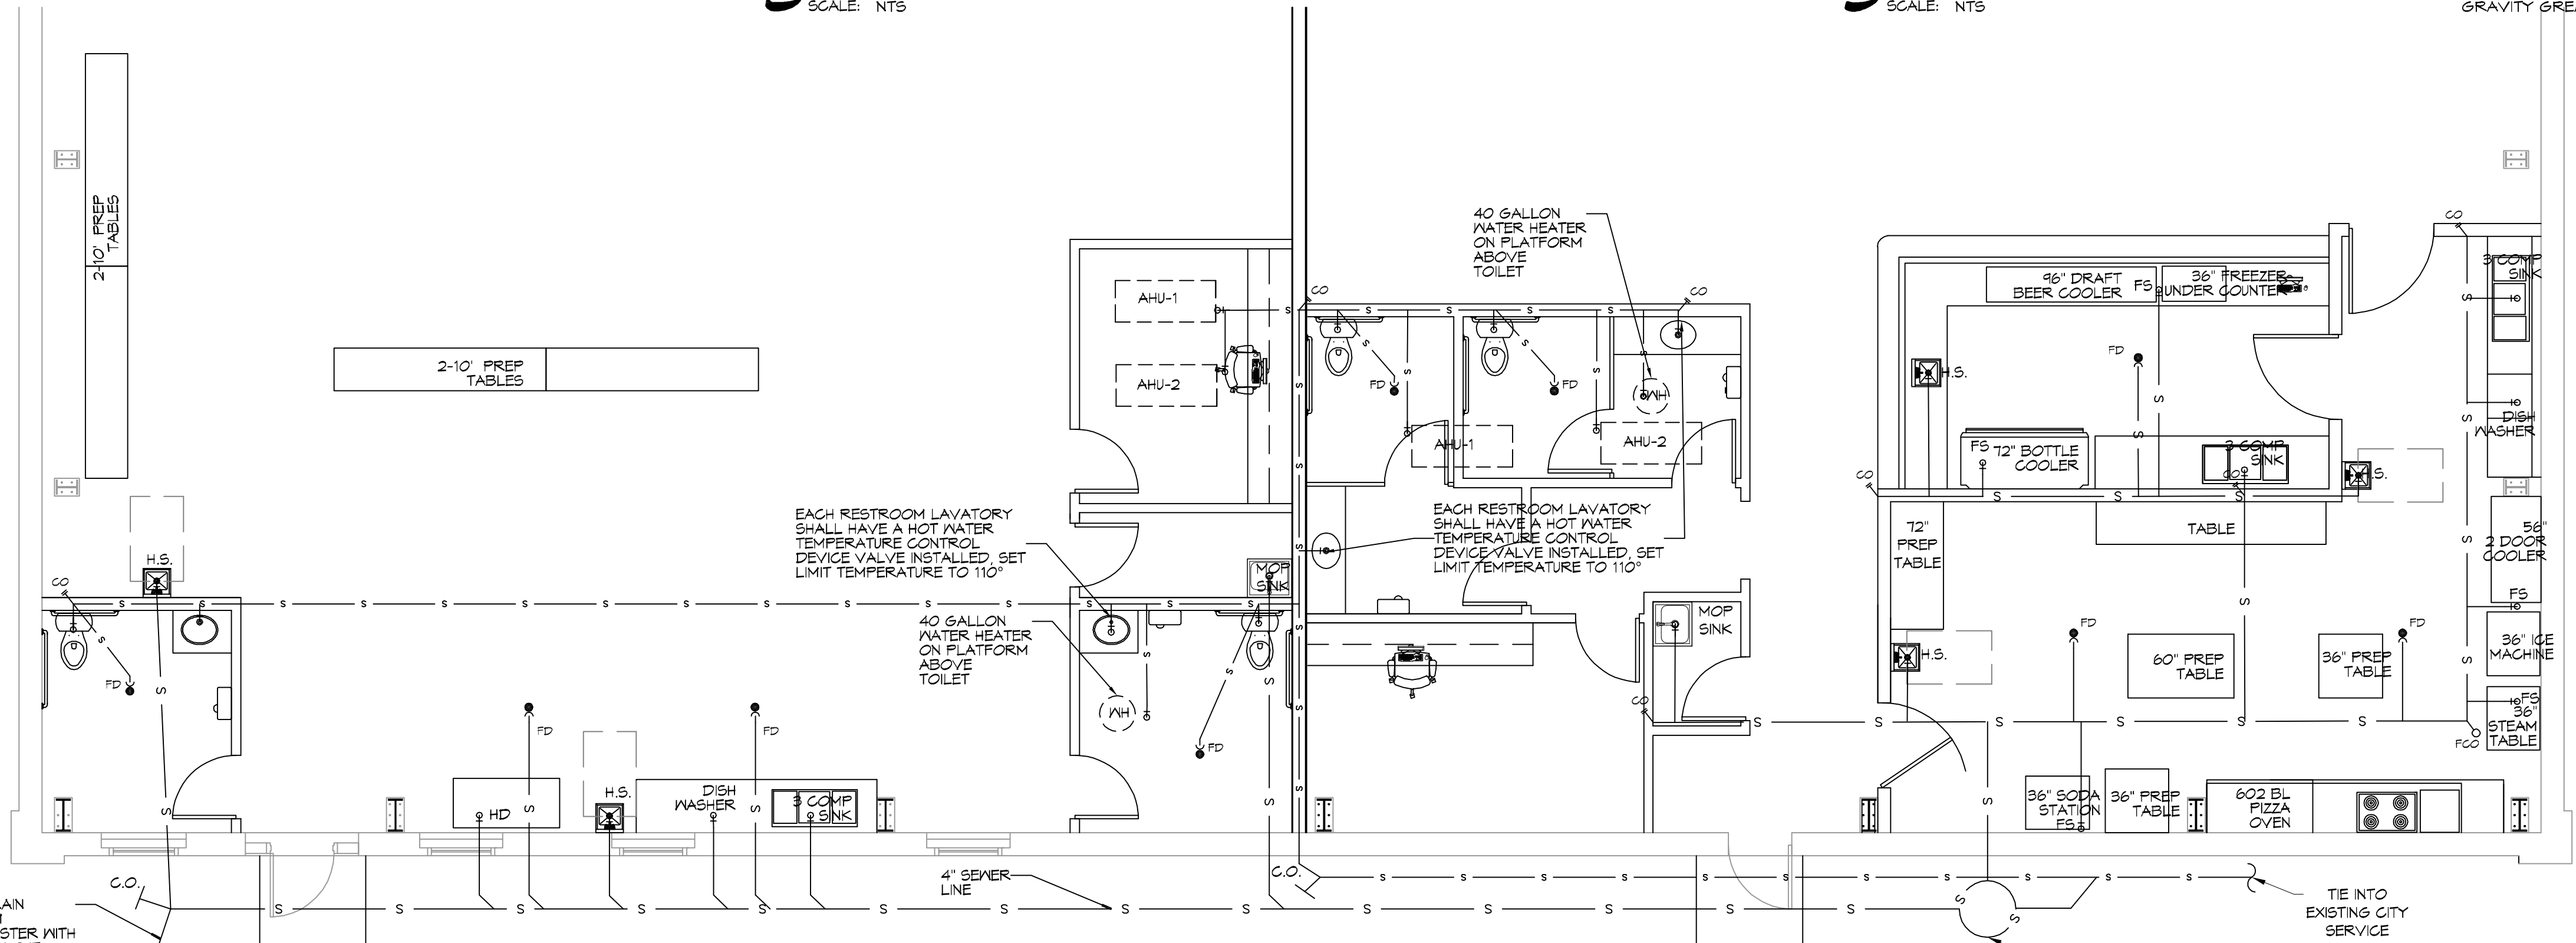 SCALE: NTS
SCALE: NTS
GRAVITY GREA
2-10' PREP
TABLES
2-10' PREP
TABLES
AHU-1
AHU-2
40 GALLON
WATER HEATER
ON PLATFORM
ABOVE
TOILET
CO
CO
FD
FD
WH
AHU-1
AHU-2
EACH RESTROOM LAVATORY
SHALL HAVE A HOT WATER
TEMPERATURE CONTROL
DEVICE VALVE INSTALLED, SET
LIMIT TEMPERATURE TO 110°
EACH RESTROOM LAVATORY
SHALL HAVE A HOT WATER
TEMPERATURE CONTROL
DEVICE VALVE INSTALLED, SET
LIMIT TEMPERATURE TO 110°
MOP
SINK
MOP
SINK
CO
H.S.
CO
FD
40 GALLON
WATER HEATER
ON PLATFORM
ABOVE
TOILET
WH
FD
FD
FD
HD
H.S.
DISH
WASHER
3 COMP
SINK
96" DRAFT
BEER COOLER
FS
36" FREEZER
UNDER COUNTER
H.S.
FD
FS
72" BOTTLE
COOLER
3 COMP
SINK
CO
CO
H.S.
CO
3 COMP
SINK
DISH
WASHER
56"
2 DOOR
COOLER
FS
36" ICE
MACHINE
FS
36"
STEAM
TABLE
FCO
72"
PREP
TABLE
TABLE
H.S.
FD
60" PREP
TABLE
36" PREP
TABLE
FD
36" SODA
STATION
FS
36" PREP
TABLE
602 BL
PIZZA
OVEN
C.O.
4" SEWER
LINE
C.O.
TIE INTO
EXISTING CITY
SERVICE
AIN
STER WITH
S S S S S S S S S S S S S S